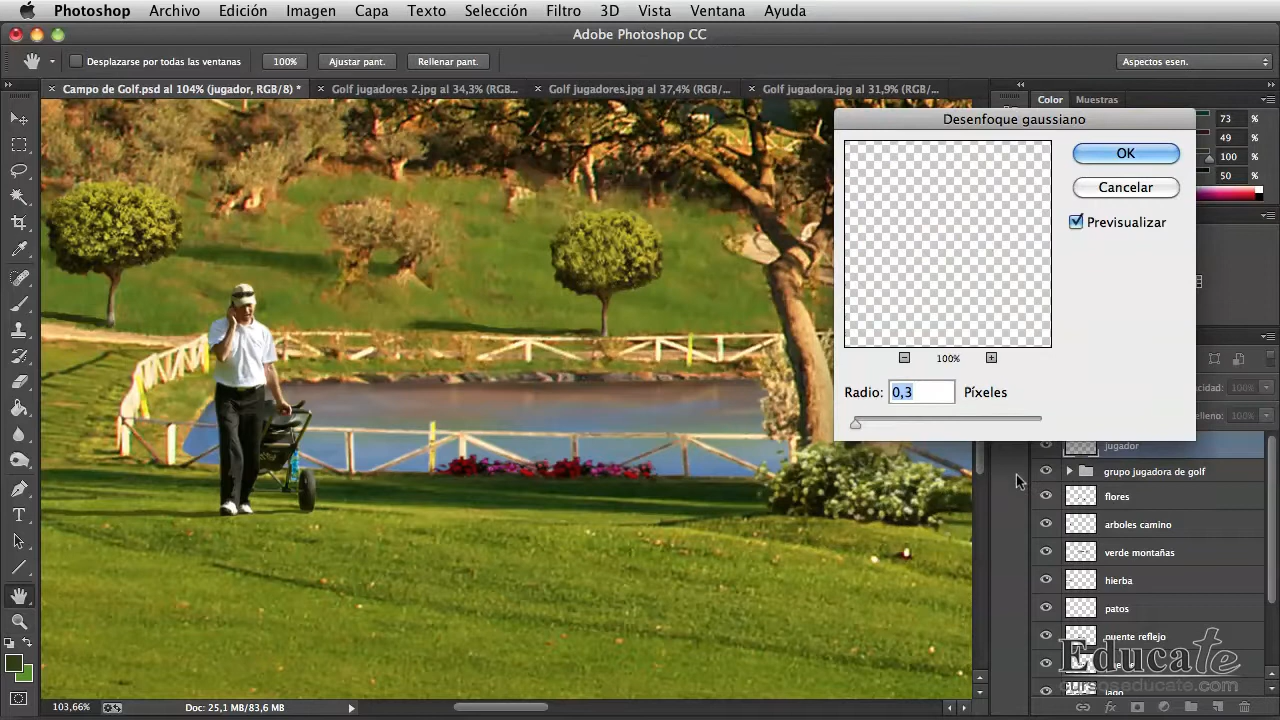 Photoshop Archivo Edición Imagen Capa Texto Selección Filtro 3D Vista Ventana Ayuda
Adobe Photoshop CC
Desplazarse por todas las ventanas 100% Ajustar pant. Rellenar pant. Aspectos esen.
Campo de Golf.psd al 104% (jugador, RGB/8) * Golf jugadores 2.jpg al 34,3% (RGB... Golf jugadores.jpg al 37,4% (RGB/... Golf jugadora.jpg al 31,9% (RGB/...
Color Muestras
Desenfoque gaussiano
73 %
49 %
100 %
50 %
OK
Cancelar
Previsualizar
100%
Radio: 0,3 Píxeles
100%
100%
jugador
grupo jugadora de golf
flores
arboles camino
verde montañas
hierba
patos
puente reflejo
lago
Educate
cursoseducate.com
103,66% Doc: 25,1 MB/83,6 MB